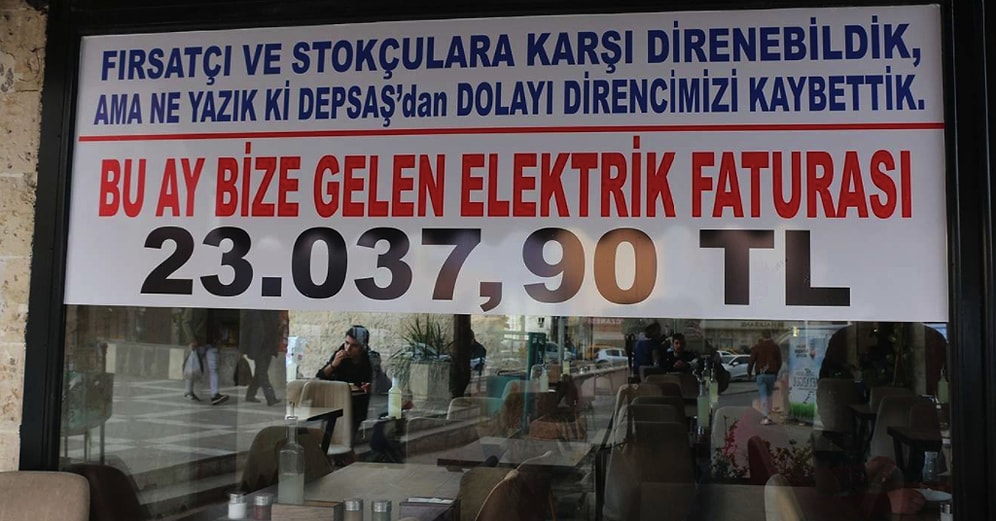 FIRSATÇI VE STOKÇULARA KARŞI DİRENEBİLDİK,
AMA NE YAZIK Kİ DEPSAŞ'dan DOLAYI DİRENCİMİZİ KAYBETTİK.
BU AY BİZE GELEN ELEKTRİK FATURASI
23.037,90 TL